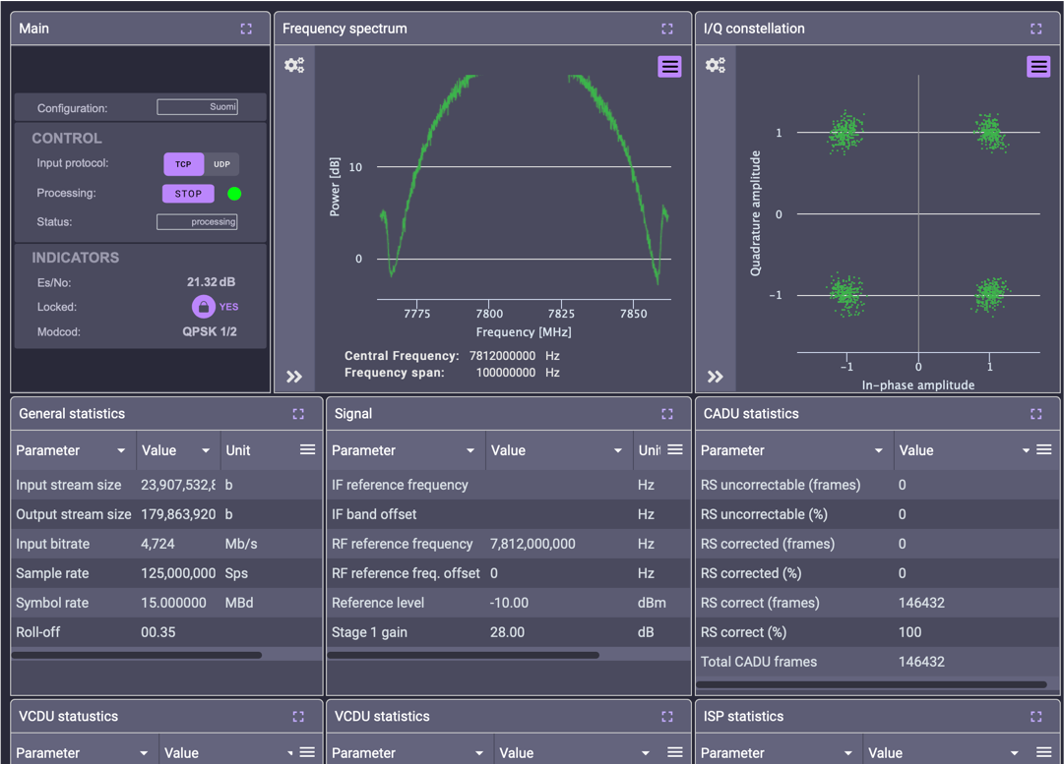 Main
Configuration: Suomi
CONTROL
Input protocol: TCP UDP
Processing: STOP
Status: processing
INDICATORS
Es/No: 21.32 dB
Locked: YES
Modcod: QPSK 1/2
Frequency spectrum
Power [dB]
10
0
7775 7800 7825 7850
Frequency [MHz]
Central Frequency: 7812000000 Hz
Frequency span: 100000000 Hz
I/Q constellation
Quadrature amplitude
1
0
-1
-1 0 1
In-phase amplitude
General statistics
Parameter Value Unit
Input stream size 23,907,532,8 b
Output stream size 179,863,920 b
Input bitrate 4,724 Mb/s
Sample rate 125,000,000 Sps
Symbol rate 15.000000 MBd
Roll-off 00.35
Signal
Parameter Value Unit
IF reference frequency Hz
IF band offset Hz
RF reference frequency 7,812,000,000 Hz
RF reference freq. offset 0 Hz
Reference level -10.00 dBm
Stage 1 gain 28.00 dB
CADU statistics
Parameter Value
RS uncorrectable (frames) 0
RS uncorrectable (%) 0
RS corrected (frames) 0
RS corrected (%) 0
RS correct (frames) 146432
RS correct (%) 100
Total CADU frames 146432
VCDU statustics
Parameter Value
VCDU statistics
Parameter Value
ISP statistics
Parameter Value